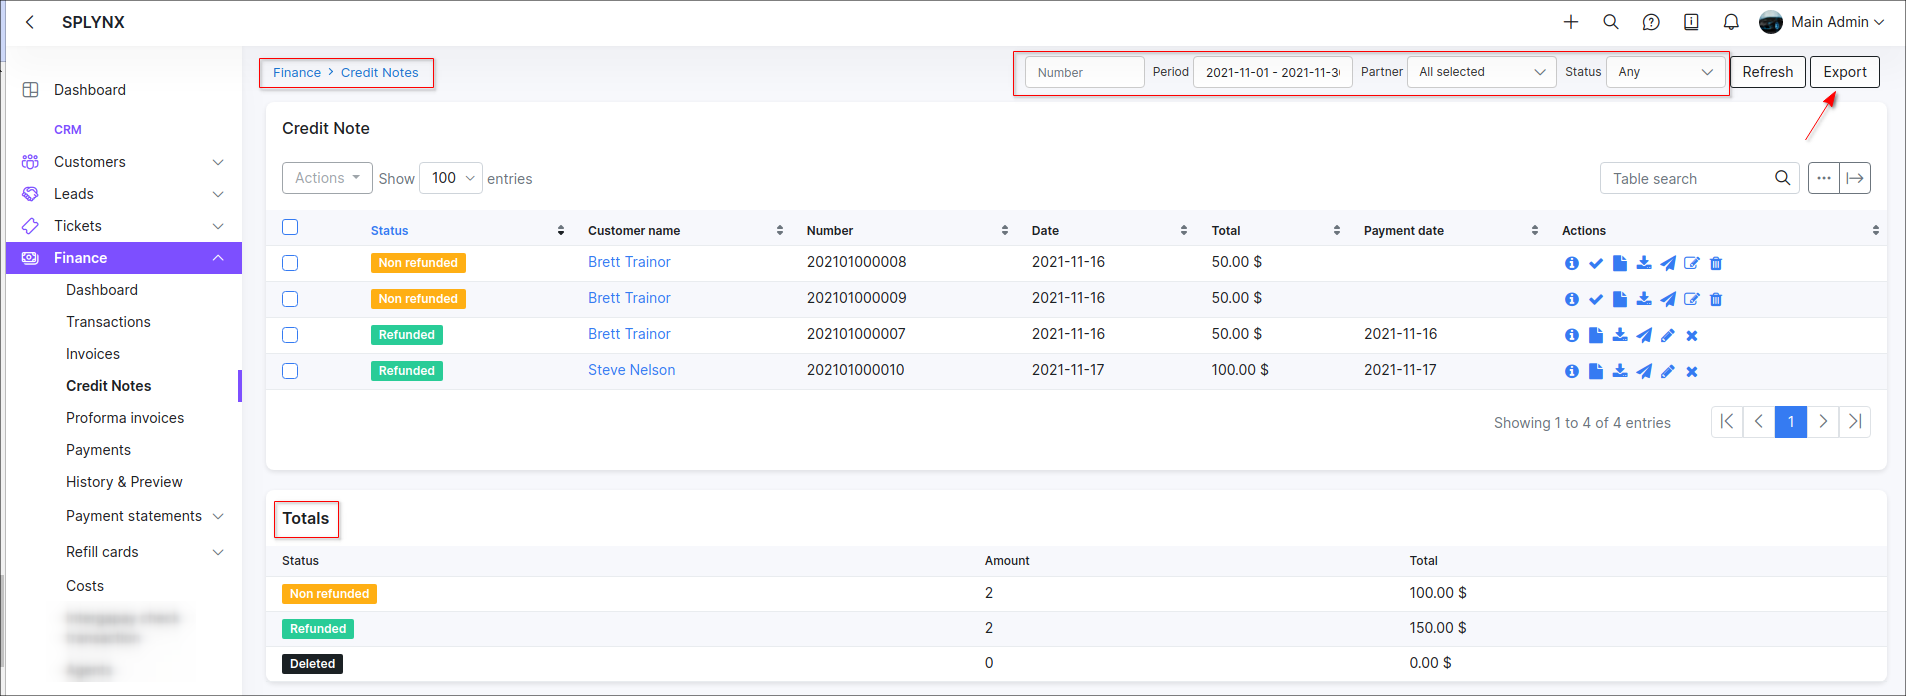 SPLYNX
Main Admin
Dashboard
CRM
Customers
Leads
Tickets
Finance
Dashboard
Transactions
Invoices
Credit Notes
Proforma invoices
Payments
History & Preview
Payment statements
Refill cards
Costs
Finance > Credit Notes
Number Period 2021-11-01 - 2021-11-3 Partner All selected Status Any Refresh Export
Credit Note
Actions Show 100 entries Table search
Status Customer name Number Date Total Payment date Actions
Non refunded Brett Trainor 202101000008 2021-11-16 50.00 $
Non refunded Brett Trainor 202101000009 2021-11-16 50.00 $
Refunded Brett Trainor 202101000007 2021-11-16 50.00 $ 2021-11-16
Refunded Steve Nelson 202101000010 2021-11-17 100.00 $ 2021-11-17
Showing 1 to 4 of 4 entries 1
Totals
Status Amount Total
Non refunded 2 100.00 $
Refunded 2 150.00 $
Deleted 0 0.00 $